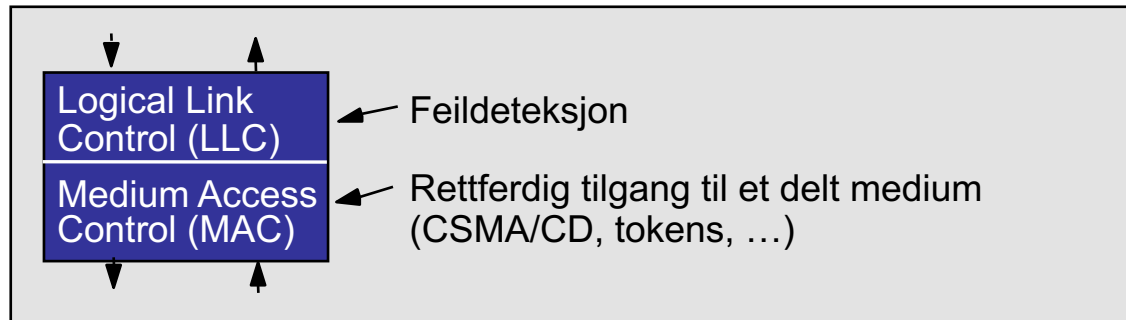 Logical Link
Control (LLC)
Feildeteksjon
Medium Access
Control (MAC)
Rettferdig tilgang til et delt medium
(CSMA/CD, tokens, …)